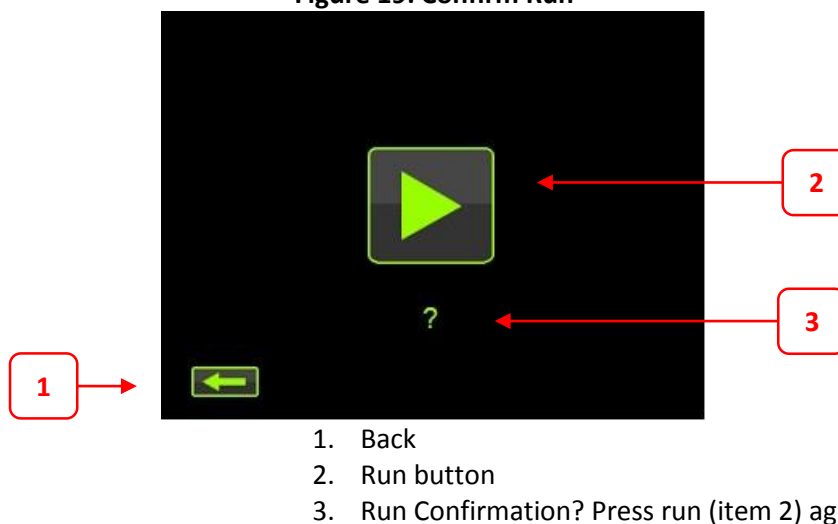 Figure Confirm Run
2
?
3
1
1. Back
2. Run button
3. Run Confirmation? Press run (item 2) ag